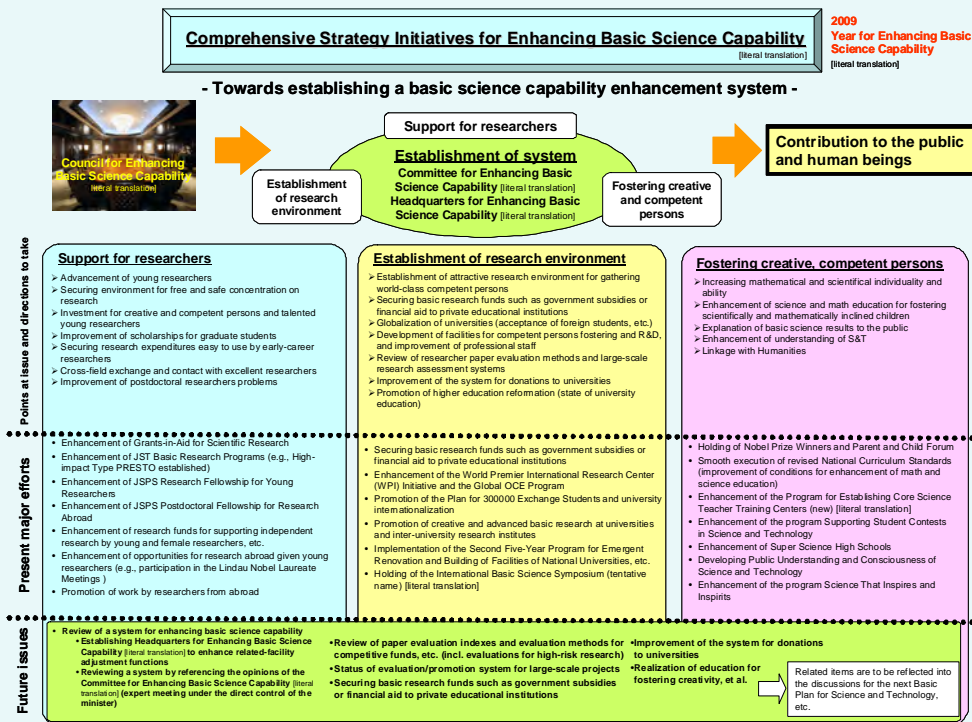 Comprehensive Strategy Initiatives for Enhancing Basic Science Capability
[literal translation]
2009
Year for Enhancing Basic
Science Capability
[literal translation]
- Towards establishing a basic science capability enhancement system -
Council for Enhancing
Basic Science Capability
literal translation]
Support for researchers
Establishment of system
Committee for Enhancing Basic
Science Capability [literal translation]
Headquarters for Enhancing Basic
Science Capability [literal translation]
Establishment
of research
environment
Fostering creative
and competent
persons
Contribution to the public
and human beings
Points at issue and directions to take
Support for researchers
➢ Advancement of young researchers
➢ Securing environment for free and safe concentration on
research
➢ Investment for creative and competent persons and talented
young researchers
➢ Improvement of scholarships for graduate students
➢ Securing research expenditures easy to use by early-career
researchers
➢ Cross-field exchange and contact with excellent researchers
➢ Improvement of postdoctoral researchers problems
Establishment of research environment
➢ Establishment of attractive research environment for gathering
world-class competent persons
➢ Securing basic research funds such as government subsidies or
financial aid to private educational institutions
➢ Globalization of universities (acceptance of foreign students, etc.)
➢ Development of facilities for competent persons fostering and R&D,
and improvement of professional staff
➢ Review of researcher paper evaluation methods and large-scale
research assessment systems
➢ Improvement of the system for donations to universities
➢ Promotion of higher education reformation (state of university
education)
Fostering creative, competent persons
➢ Increasing mathematical and scientifical individuality and
ability
➢ Enhancement of science and math education for fostering
scientifically and mathematically inclined children
➢ Explanation of basic science results to the public
➢ Enhancement of understanding of S&T
➢ Linkage with Humanities
Present major efforts
• Enhancement of Grants-in-Aid for Scientific Research
• Enhancement of JST Basic Research Programs (e.g., High-
impact Type PRESTO established)
• Enhancement of JSPS Research Fellowship for Young
Researchers
• Enhancement of JSPS Postdoctoral Fellowship for Research
Abroad
• Enhancement of research funds for supporting independent
research by young and female researchers, etc.
• Enhancement of opportunities for research abroad given young
researchers (e.g., participation in the Lindau Nobel Laureate
Meetings )
• Promotion of work by researchers from abroad
• Securing basic research funds such as government subsidies or
financial aid to private educational institutions
• Enhancement of the World Premier International Research Center
(WPI) Initiative and the Global OCE Program
• Promotion of the Plan for 300000 Exchange Students and university
internationalization
• Promotion of creative and advanced basic research at universities
and inter-university research institutes
• Implementation of the Second Five-Year Program for Emergent
Renovation and Building of Facilities of National Universities, etc.
• Holding of the International Basic Science Symposium (tentative
name) [literal translation]
• Holding of Nobel Prize Winners and Parent and Child Forum
• Smooth execution of revised National Curriculum Standards
(improvement of conditions for enhancement of math and
science education)
• Enhancement of the Program for Establishing Core Science
Teacher Training Centers (new) [literal translation]
• Enhancement of the program Supporting Student Contests
in Science and Technology
• Enhancement of Super Science High Schools
• Developing Public Understanding and Consciousness of
Science and Technology
• Enhancement of the program Science That Inspires and
Inspirits
Future issues
• Review of a system for enhancing basic science capability
• Establishing Headquarters for Enhancing Basic Science
Capability [literal translation] to enhance related-facility
adjustment functions
• Reviewing a system by referencing the opinions of the
Committee for Enhancing Basic Science Capability [literal
translation] (expert meeting under the direct control of the
minister)
•Review of paper evaluation indexes and evaluation methods for
competitive funds, etc. (incl. evaluations for high-risk research)
•Status of evaluation/promotion system for large-scale projects
•Securing basic research funds such as government subsidies
or financial aid to private educational institutions
•Improvement of the system for donations
to universities
•Realization of education for
fostering creativity, et al.
Related items are to be reflected into
the discussions for the next Basic
Plan for Science and Technology,
etc.